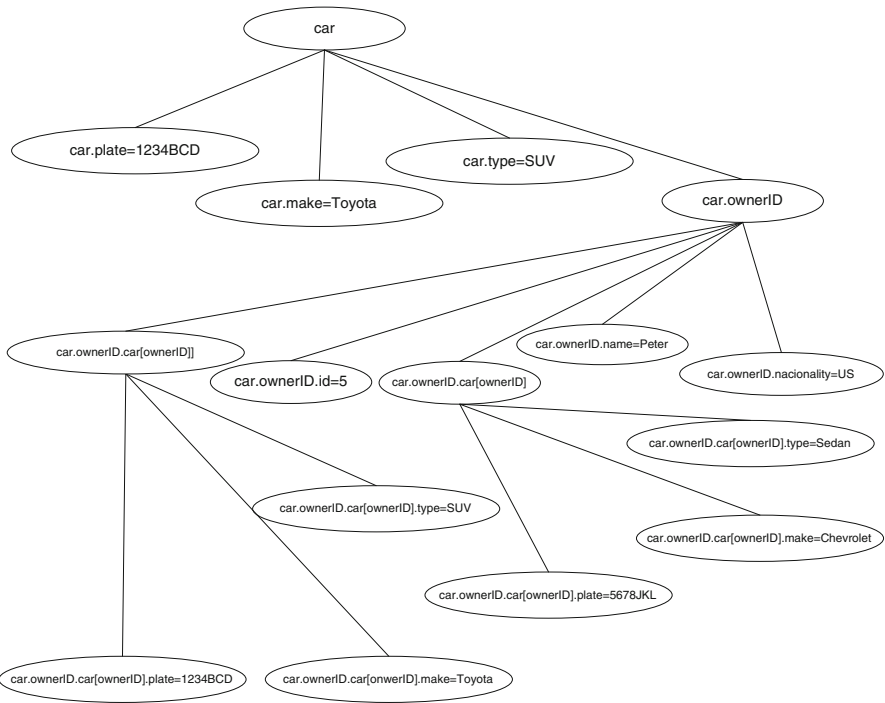 car
car.plate=1234BCD
car.type=SUV
car.make=Toyota
car.ownerID
car.ownerID.car[ownerID]]
car.ownerID.id=5
car.ownerID.car[ownerID]
car.ownerID.name=Peter
car.ownerID.nacionality=US
car.ownerID.car[ownerID].type=Sedan
car.ownerID.car[ownerID].type=SUV
car.ownerID.car[ownerID].make=Chevrolet
car.ownerID.car[ownerID].plate=5678JKL
car.ownerID.car[ownerID].plate=1234BCD
car.ownerID.car[onwerID].make=Toyota